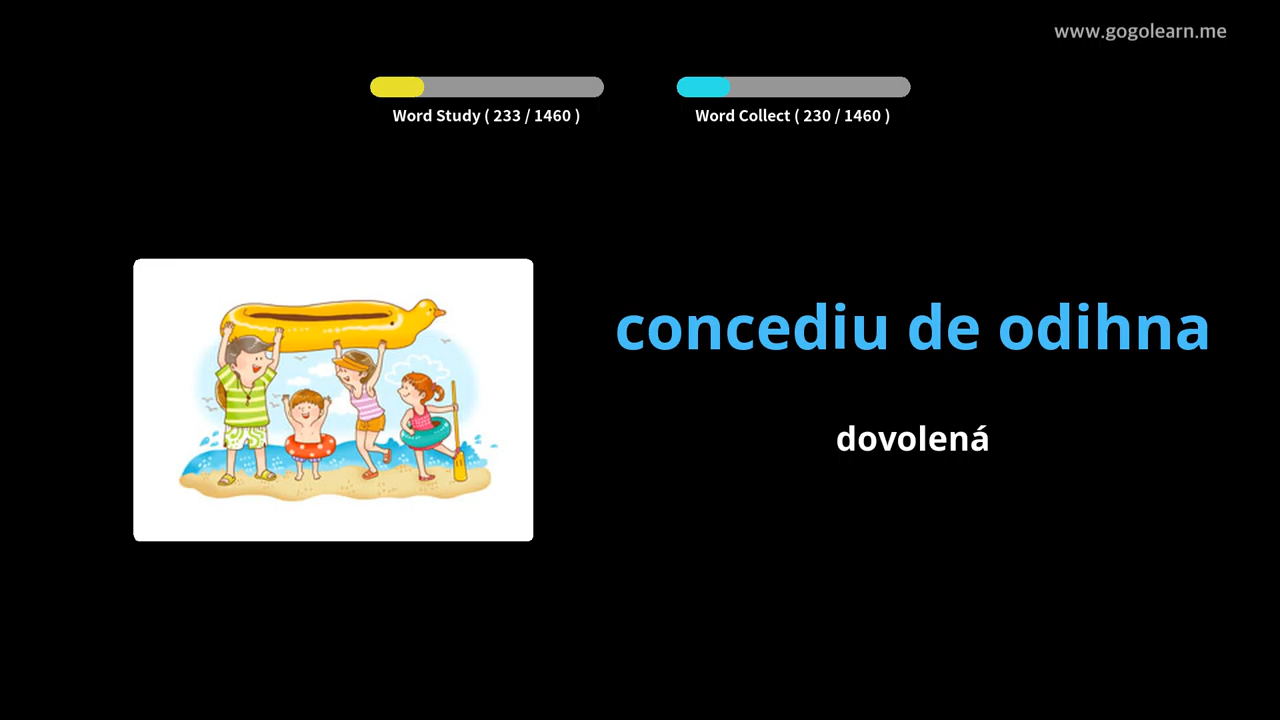 www.gogolearn.me
Word Study ( 233 / 1460 )
Word Collect ( 230 / 1460 )
concediu de odihna
dovolená